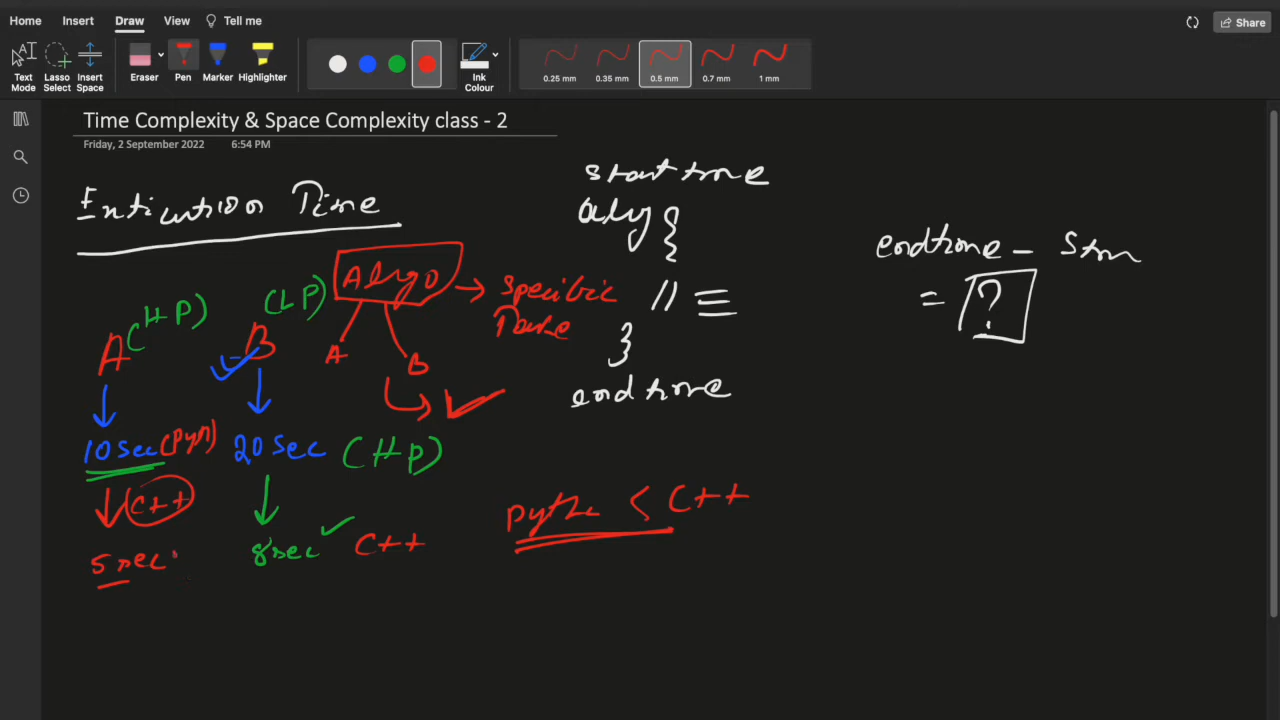 Home Insert Draw View Tell me
Share
Text Mode
Lasso Select
Insert Space
Eraser
Pen
Marker
Highlighter
Ink Colour
0.25 mm
0.35 mm
0.5 mm
0.7 mm
1 mm
Time Complexity & Space Complexity class - 2
Friday, 2 September 2022 6:54 PM
Exticution Time
start time
algo {
// ≡
}
end time
endtime - Stm
= ?
A (HP)
B (LP)
Algo → specific
A B
10 Sec (Pyn)
20 Sec (HP)
C++
5 sec
8 sec ✓ C++
pyth < C++